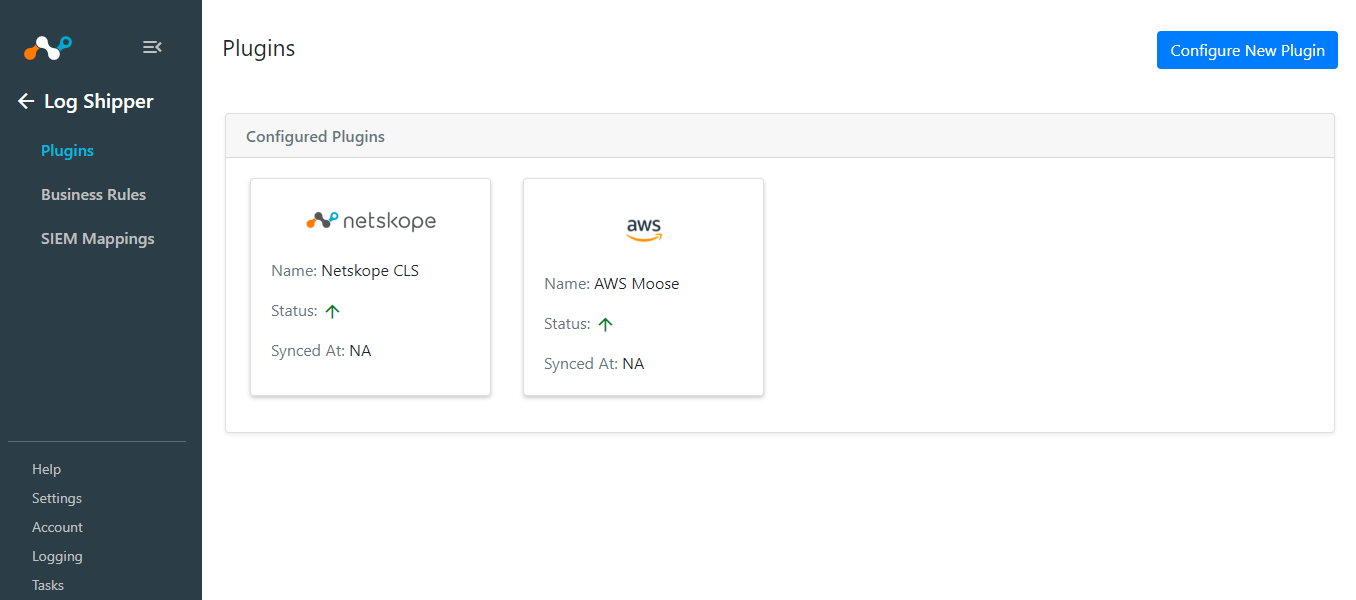 Log Shipper
Plugins
Business Rules
SIEM Mappings
Help
Settings
Account
Logging
Tasks
Plugins
Configure New Plugin
Configured Plugins
netskope
Name: Netskope CLS
Status:
Synced At: NA
aws
Name: AWS Moose
Status:
Synced At: NA